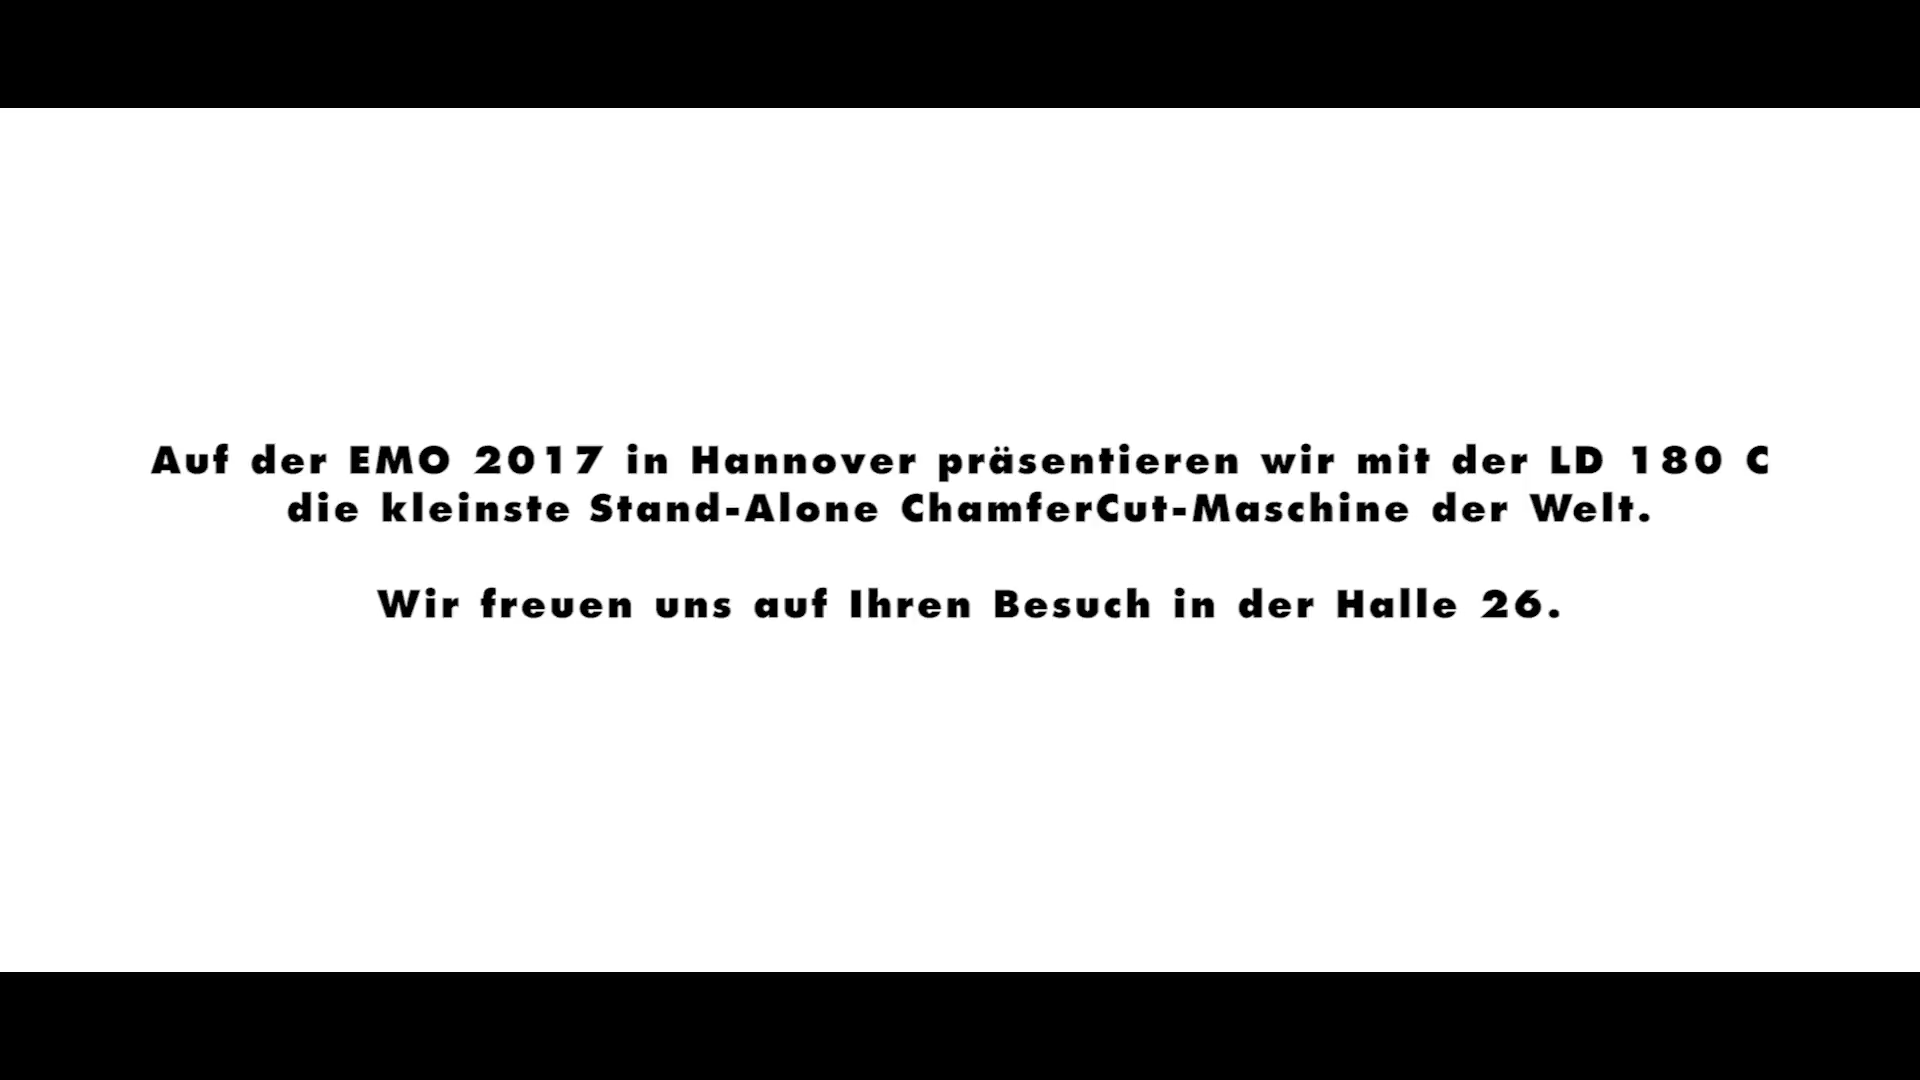 Auf der EMO 2017 in Hannover präsentieren wir mit der LD 180 C
die kleinste Stand-Alone ChamferCut-Maschine der Welt.
Wir freuen uns auf Ihren Besuch in der Halle 26.